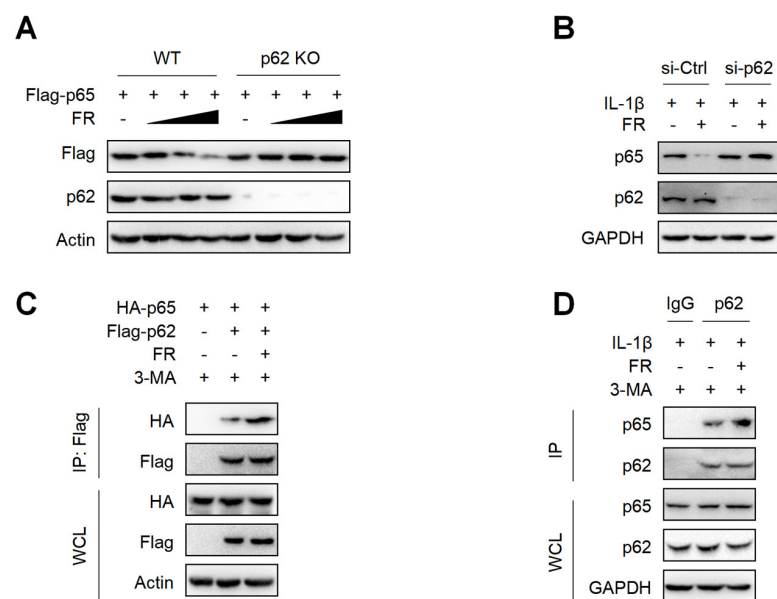 A
WT p62 KO
Flag-p65 + + + + + + + +
FR - -
Flag
p62
Actin
B
si-Ctrl si-p62
IL-1β + + + +
FR - + - +
p65
p62
GAPDH
C
HA-p65 + + +
Flag-p62 - + +
FR - - +
3-MA + + +
IP: Flag
HA
Flag
WCL
HA
Flag
Actin
D
IgG p62
IL-1β + + +
FR - - +
3-MA + + +
IP
p65
p62
WCL
p65
p62
GAPDH